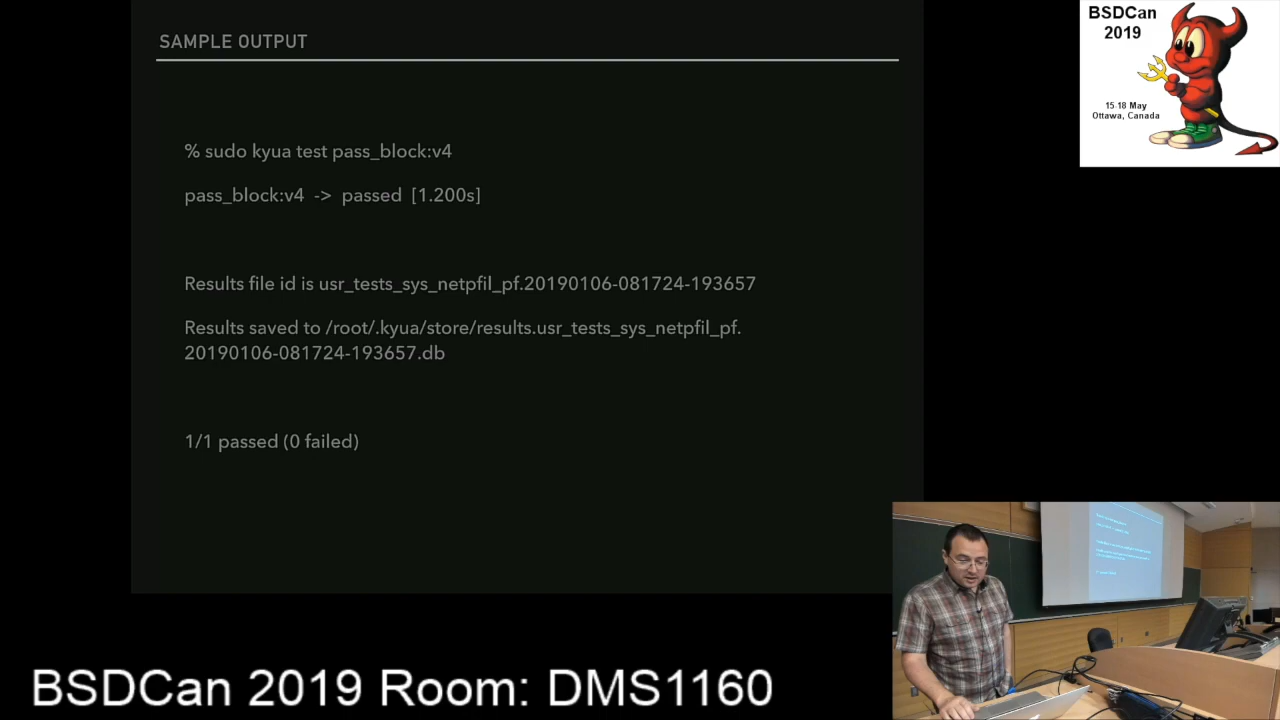 SAMPLE OUTPUT
% sudo kyua test pass_block:v4
pass_block:v4 -> passed [1.200s]
Results file id is usr_tests_sys_netpfil_pf.20190106-081724-193657
Results saved to /root/.kyua/store/results.usr_tests_sys_netpfil_pf.
20190106-081724-193657.db
1/1 passed (0 failed)
BSDCan
2019
15-18 May
Ottawa, Canada
BSDCan 2019 Room: DMS1160